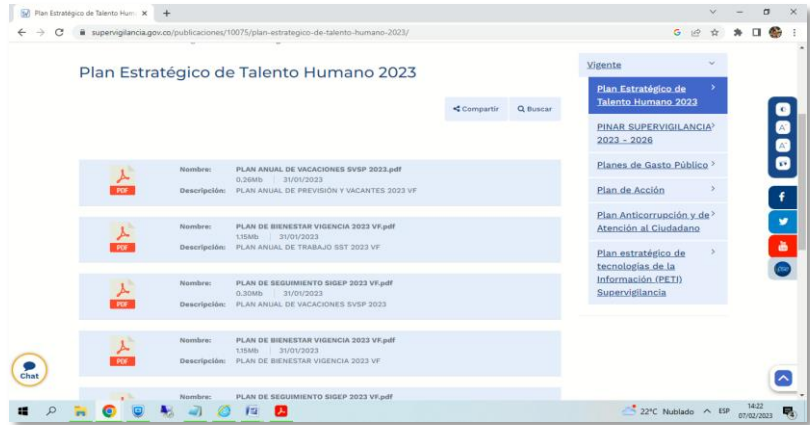 Plan Estratégico de Talento Hum
supervigilancia.gov.co/publicaciones/10075/plan-estrategico-de-talento-humano-2023/
Plan Estratégico de Talento Humano 2023
Compartir
Buscar
PDF
Nombre: PLAN ANUAL DE VACACIONES SVSP 2023.pdf
0.26Mb | 31/01/2023
Descripción: PLAN ANUAL DE PREVISIÓN Y VACANTES 2023 VF
PDF
Nombre: PLAN DE BIENESTAR VIGENCIA 2023 VF.pdf
1.15Mb | 31/01/2023
Descripción: PLAN ANUAL DE TRABAJO SST 2023 VF
PDF
Nombre: PLAN DE SEGUIMIENTO SIGEP 2023 VF.pdf
0.30Mb | 31/01/2023
Descripción: PLAN ANUAL DE VACACIONES SVSP 2023
PDF
Nombre: PLAN DE BIENESTAR VIGENCIA 2023 VF.pdf
1.15Mb | 31/01/2023
Descripción: PLAN DE BIENESTAR VIGENCIA 2023 VF
Nombre: PLAN DE SEGUIMIENTO SIGEP 2023 VF.pdf
Vigente
Plan Estratégico de
Talento Humano 2023
PINAR SUPERVIGILANCIA
2023 - 2026
Planes de Gasto Público
Plan de Acción
Plan Anticorrupción y de
Atención al Ciudadano
Plan estratégico de
tecnologías de la
Información (PETI)
Supervigilancia
Chat
22°C Nublado
ESP
14:22
07/02/2023